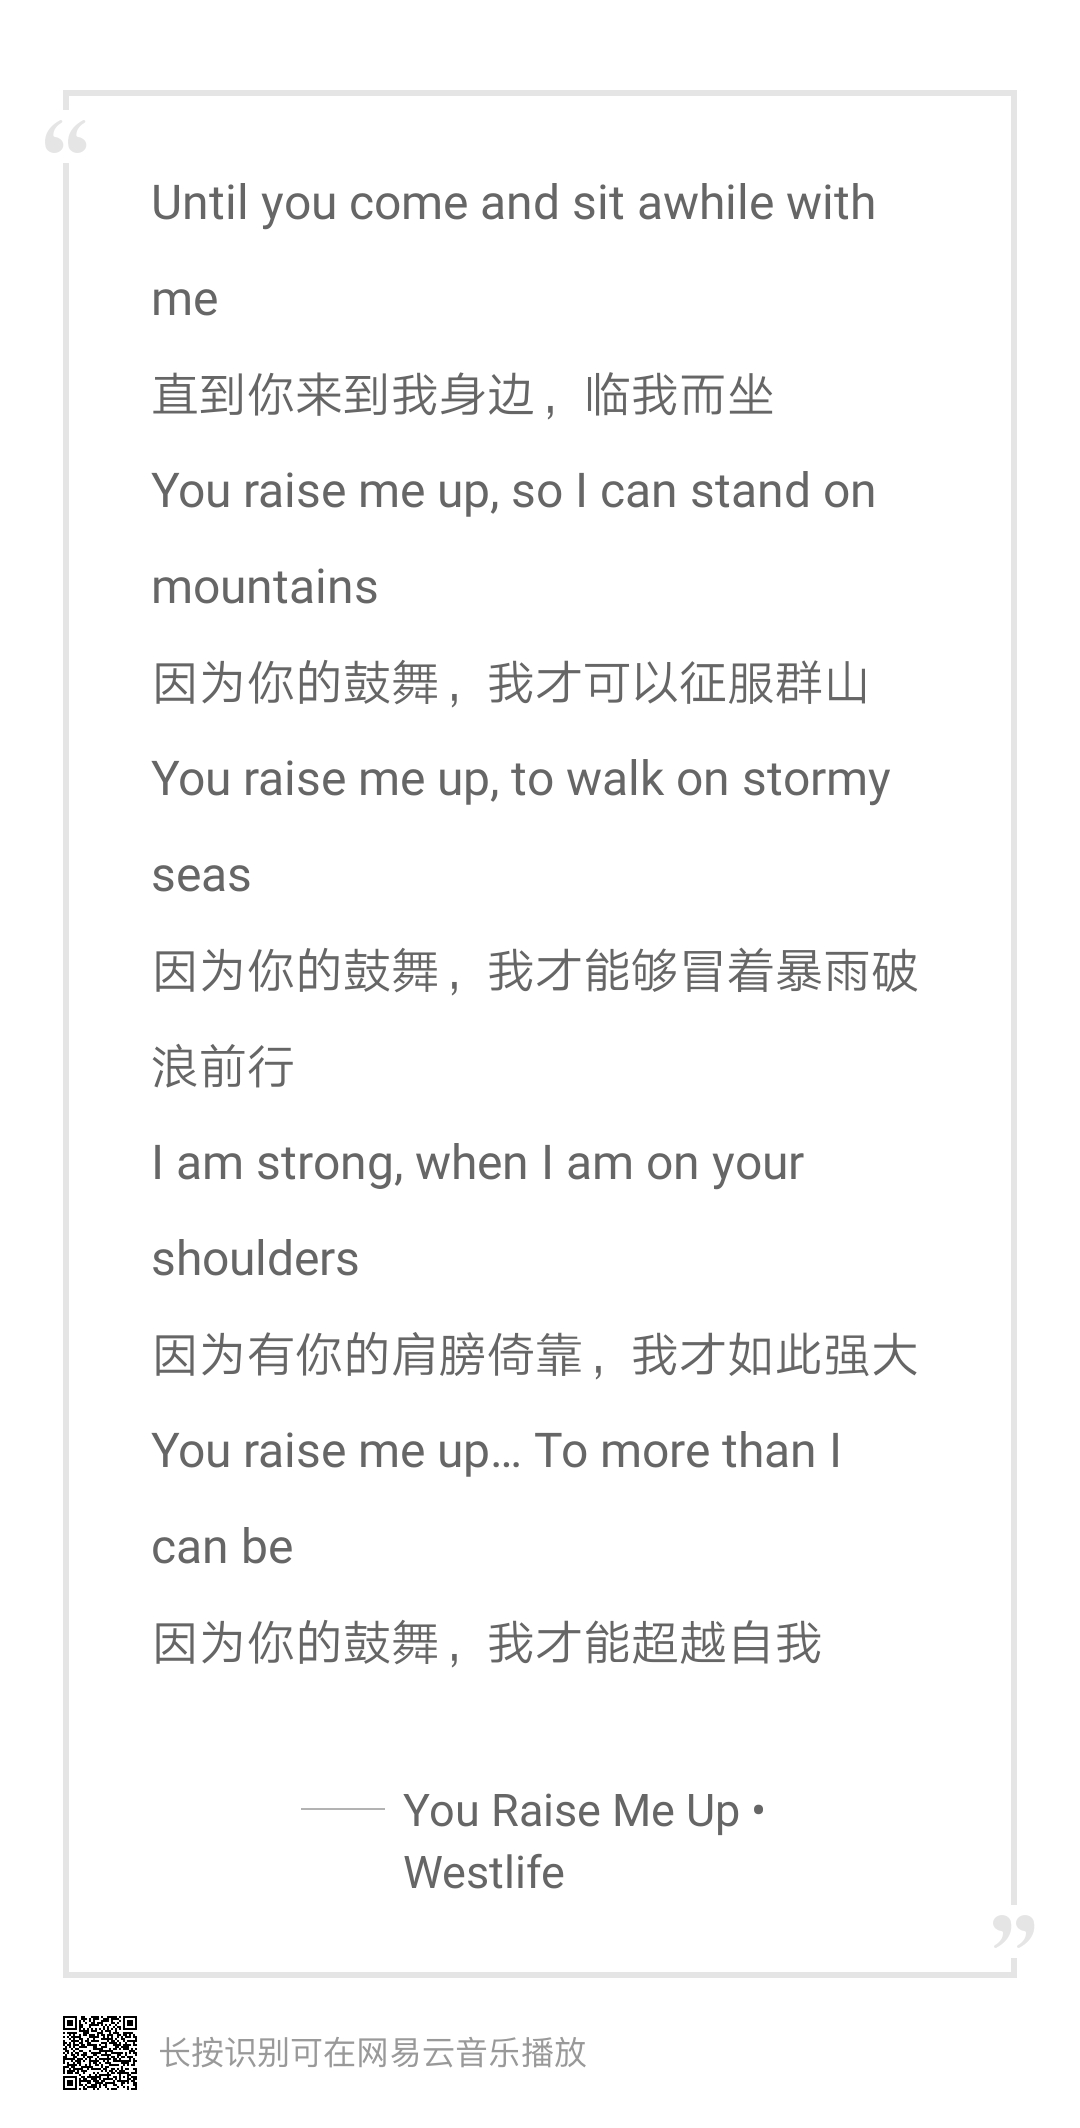 “
Until you come and sit awhile with
me
直到你来到我身边，临我而坐
You raise me up, so I can stand on
mountains
因为你的鼓舞，我才可以征服群山
You raise me up, to walk on stormy
seas
因为你的鼓舞，我才能够冒着暴雨破
浪前行
I am strong, when I am on your
shoulders
因为有你的肩膀倚靠，我才如此强大
You raise me up… To more than I
can be
因为你的鼓舞，我才能超越自我
—— You Raise Me Up •
Westlife
”
长按识别可在网易云音乐播放